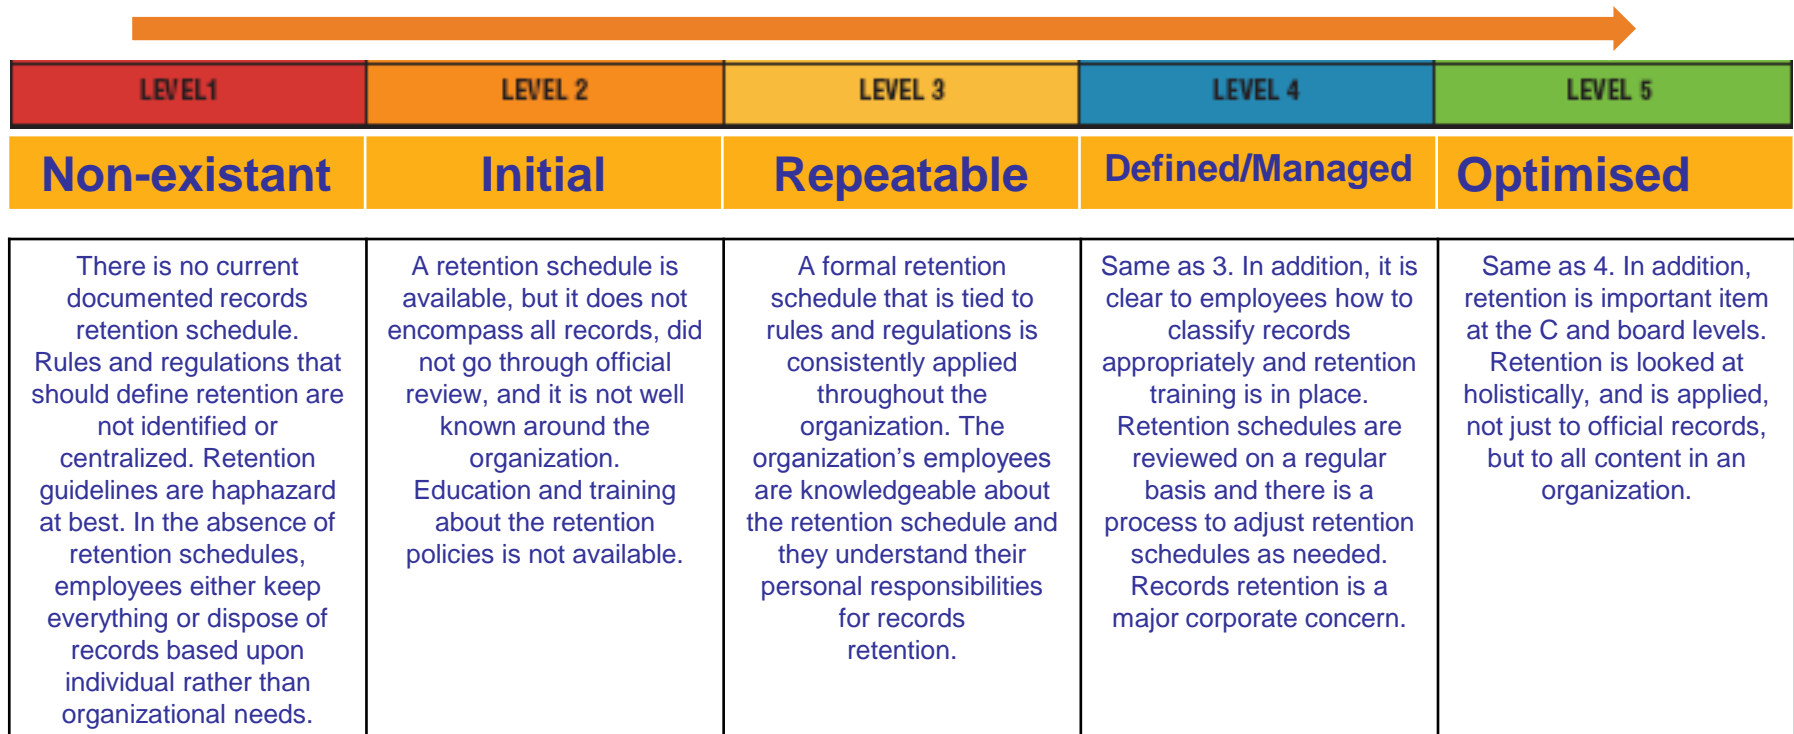 LEVEL1
LEVEL 2
LEVEL 3
LEVEL 4
LEVEL 5
Non-existant
Initial
Repeatable
Defined/Managed
Optimised
There is no current
documented records
retention schedule.
Rules and regulations that
should define retention are
not identified or
centralized. Retention
guidelines are haphazard
at best. In the absence of
retention schedules,
employees either keep
everything or dispose of
records based upon
individual rather than
organizational needs.
A retention schedule is
available, but it does not
encompass all records, did
not go through official
review, and it is not well
known around the
organization.
Education and training
about the retention
policies is not available.
A formal retention
schedule that is tied to
rules and regulations is
consistently applied
throughout the
organization. The
organization’s employees
are knowledgeable about
the retention schedule and
they understand their
personal responsibilities
for records
retention.
Same as 3. In addition, it is
clear to employees how to
classify records
appropriately and retention
training is in place.
Retention schedules are
reviewed on a regular
basis and there is a
process to adjust retention
schedules as needed.
Records retention is a
major corporate concern.
Same as 4. In addition,
retention is important item
at the C and board levels.
Retention is looked at
holistically, and is applied,
not just to official records,
but to all content in an
organization.